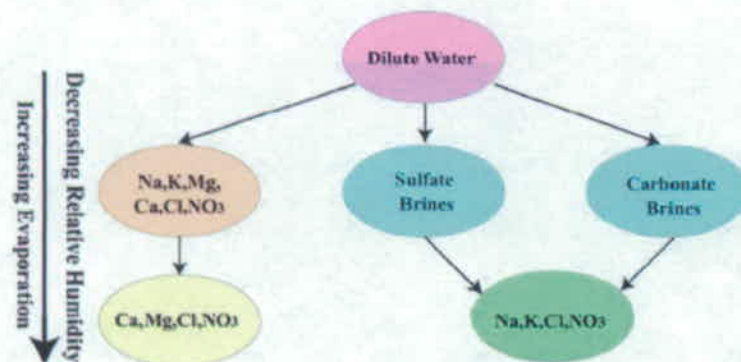 Dilute Water
Decreasing Relative Humidity
Increasing Evaporation
Na,K,Mg,
Ca,Cl,NO3
Sulfate
Brines
Carbonate
Brines
Ca,Mg,Cl,NO3
Na,K,Cl,NO3